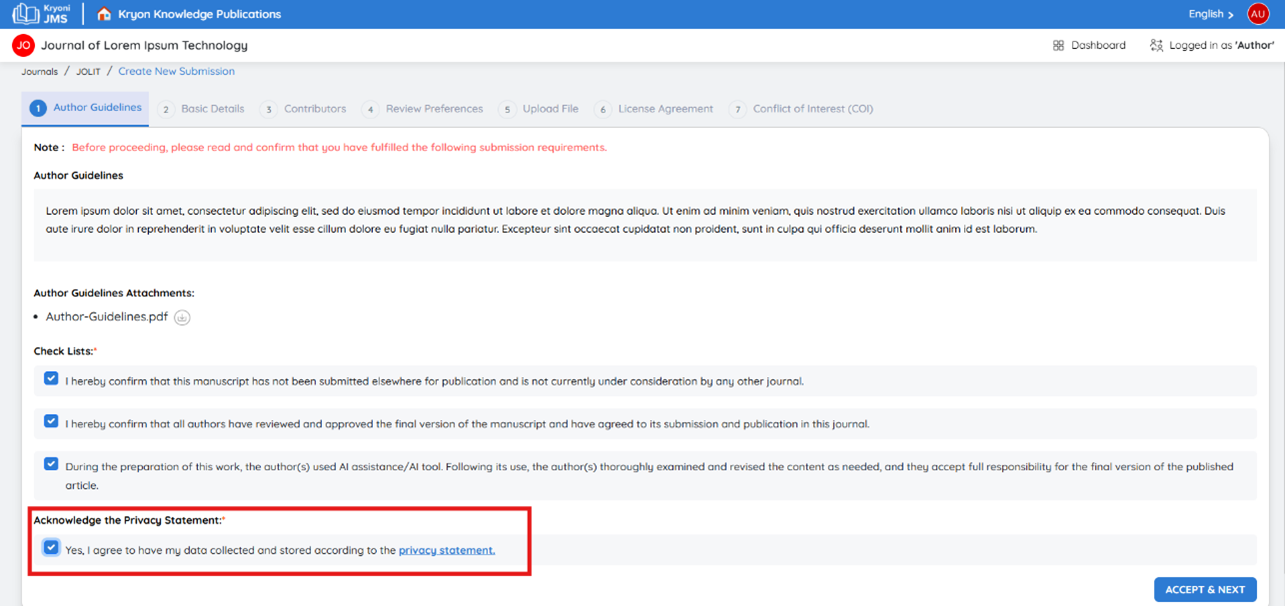 Kryoni JMS
Kryon Knowledge Publications
English
AU
JO Journal of Lorem Ipsum Technology
Dashboard
Logged in as 'Author'
Journals / JOLIT / Create New Submission
1 Author Guidelines
2 Basic Details
3 Contributors
4 Review Preferences
5 Upload File
6 License Agreement
7 Conflict of Interest (COI)
Note : Before proceeding, please read and confirm that you have fulfilled the following submission requirements.
Author Guidelines
Lorem ipsum dolor sit amet, consectetur adipiscing elit, sed do eiusmod tempor incididunt ut labore et dolore magna aliqua. Ut enim ad minim veniam, quis nostrud exercitation ullamco laboris nisi ut aliquip ex ea commodo consequat. Duis
aute irure dolor in reprehenderit in voluptate velit esse cillum dolore eu fugiat nulla pariatur. Excepteur sint occaecat cupidatat non proident, sunt in culpa qui officia deserunt mollit anim id est laborum.
Author Guidelines Attachments:
• Author-Guidelines.pdf
Check Lists:*
I hereby confirm that this manuscript has not been submitted elsewhere for publication and is not currently under consideration by any other journal.
I hereby confirm that all authors have reviewed and approved the final version of the manuscript and have agreed to its submission and publication in this journal.
During the preparation of this work, the author(s) used AI assistance/AI tool. Following its use, the author(s) thoroughly examined and revised the content as needed, and they accept full responsibility for the final version of the published
article.
Acknowledge the Privacy Statement:*
Yes, I agree to have my data collected and stored according to the privacy statement.
ACCEPT & NEXT